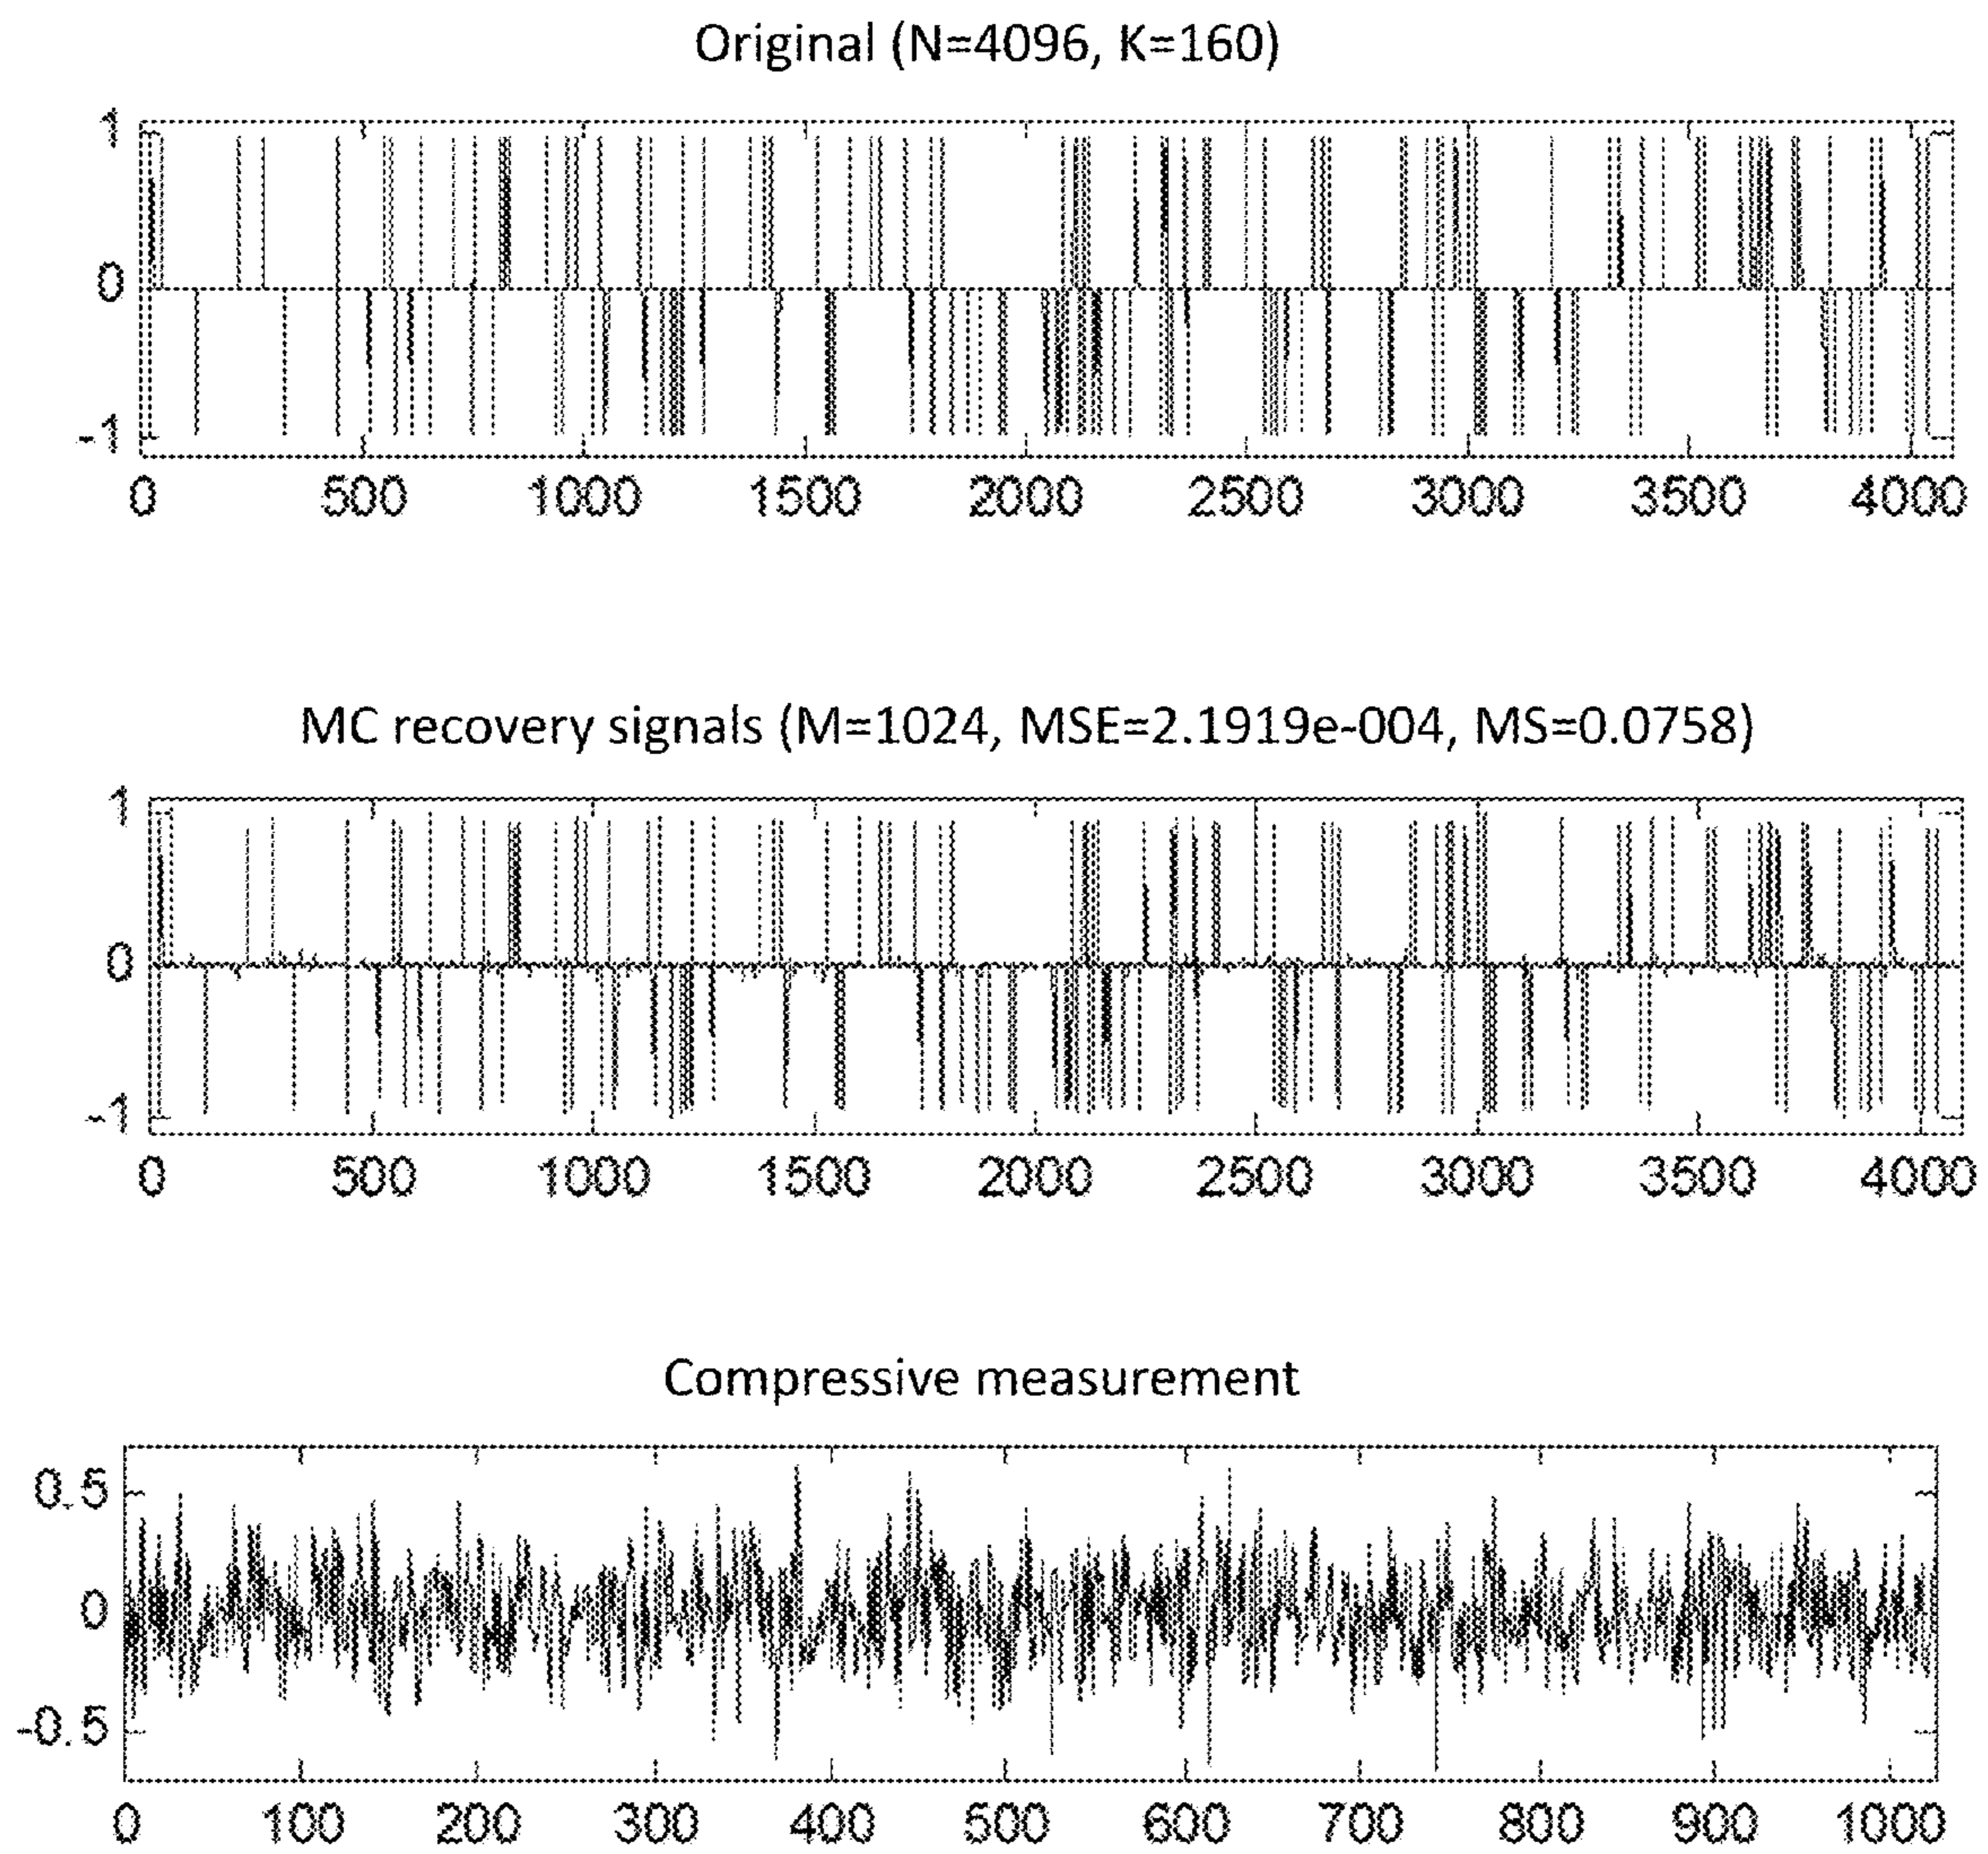 Original (N=4096, K=160)
1
0
-1
0 500 1000 1500 2000 2500 3000 3500 4000
MC recovery signals (M=1024, MSE=2.1919e-004, MS=0.0758)
1
0
-1
0 500 1000 1500 2000 2500 3000 3500 4000
Compressive measurement
0.5
0
-0.5
0 100 200 300 400 500 600 700 800 900 1000